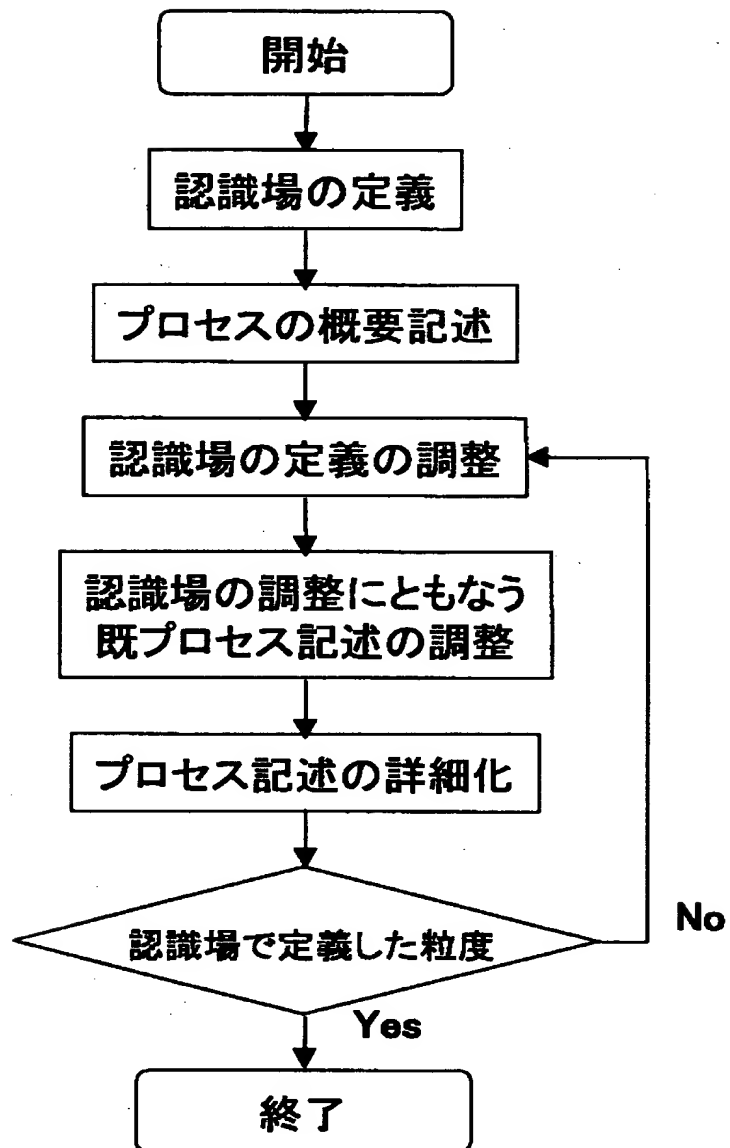 開始
認識場の定義
プロセスの概要記述
認識場の定義の調整
認識場の調整にともなう
既プロセス記述の調整
プロセス記述の詳細化
認識場で定義した粒度
No
Yes
終了